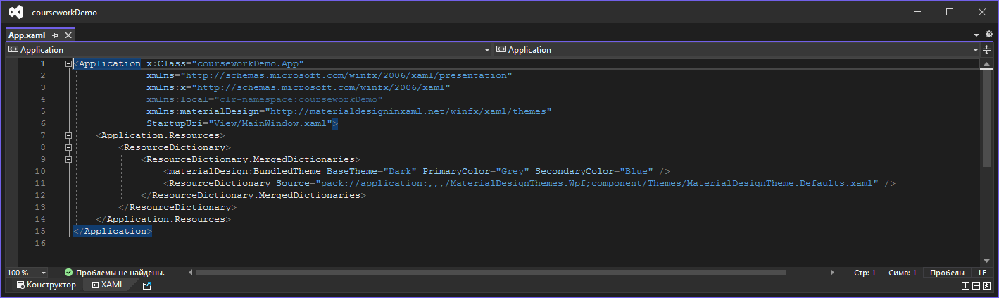 courseworkDemo
App.xaml
Application Application
1 <Application x:Class="courseworkDemo.App"
2 xmlns="http://schemas.microsoft.com/winfx/2006/xaml/presentation"
3 xmlns:x="http://schemas.microsoft.com/winfx/2006/xaml"
4 xmlns:local="clr-namespace:courseworkDemo"
5 xmlns:materialDesign="http://materialdesigninxaml.net/winfx/xaml/themes"
6 StartupUri="View/MainWindow.xaml">
7 <Application.Resources>
8 <ResourceDictionary>
9 <ResourceDictionary.MergedDictionaries>
10 <materialDesign:BundledTheme BaseTheme="Dark" PrimaryColor="Grey" SecondaryColor="Blue" />
11 <ResourceDictionary Source="pack://application:,,,/MaterialDesignThemes.Wpf;component/Themes/MaterialDesignTheme.Defaults.xaml" />
12 </ResourceDictionary.MergedDictionaries>
13 </ResourceDictionary>
14 </Application.Resources>
15 </Application>
16
100 % Проблемы не найдены. Стр: 1 Симв: 1 Пробелы LF
Конструктор XAML